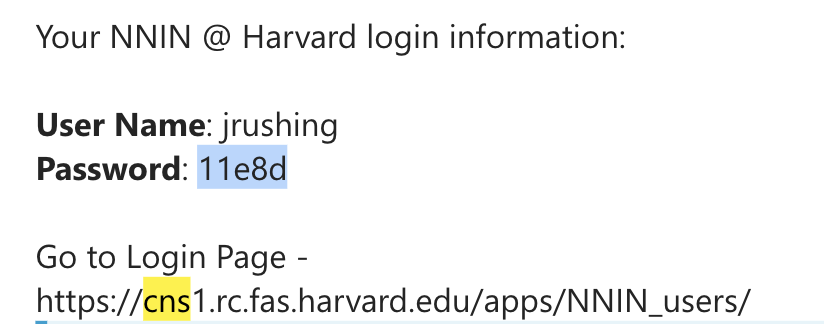 Your NNIN @ Harvard login information:
User Name: jrushing
Password: 11e8d
Go to Login Page -
https://cns1.rc.fas.harvard.edu/apps/NNIN_users/